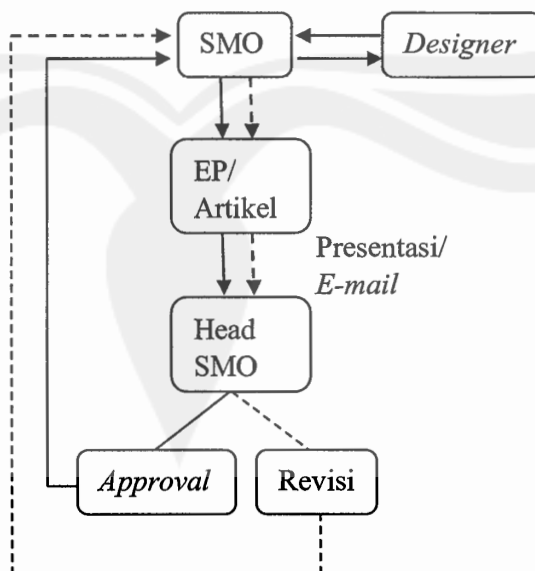 SMO
Designer
EP/
Artikel
Presentasi/
E-mail
Head
SMO
Approval
Revisi